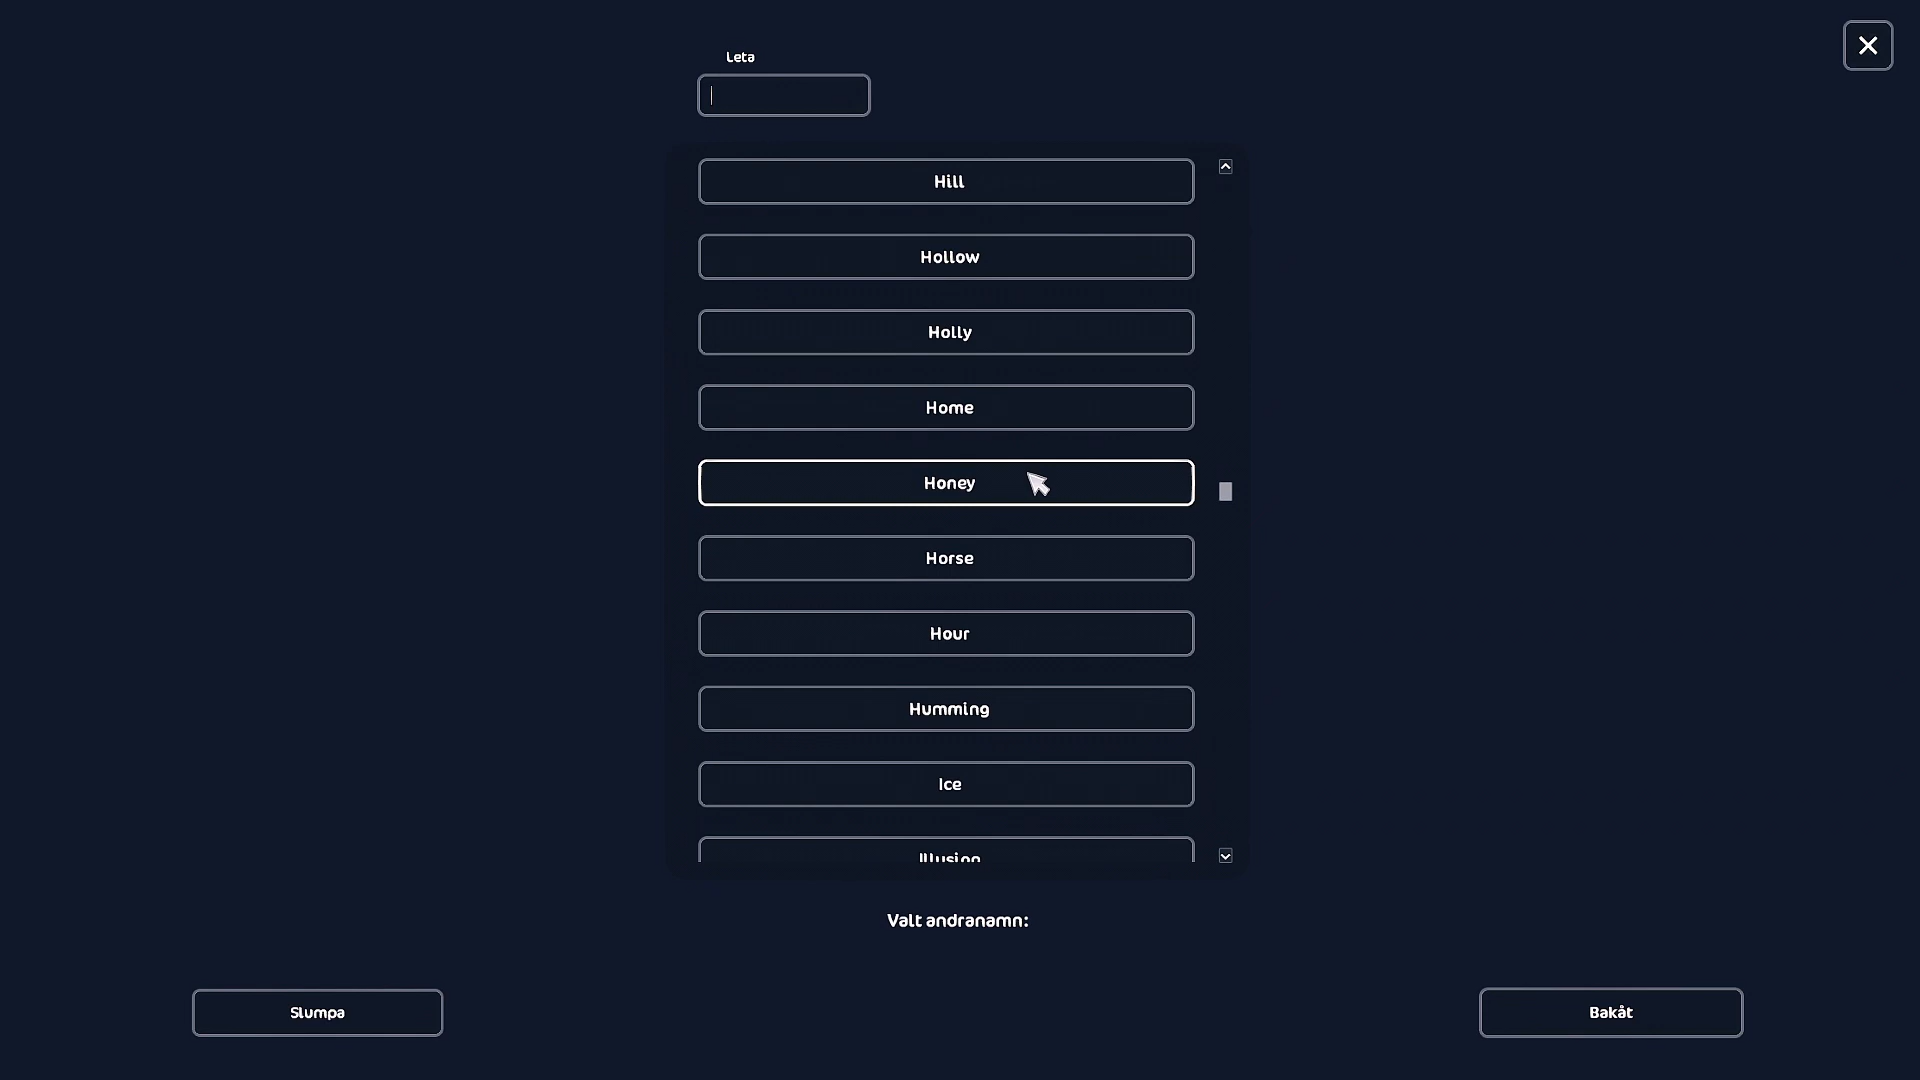 Leta
Hill
Hollow
Holly
Home
Honey
Horse
Hour
Humming
Ice
Illusion
Valt andranamn:
Slumpa
Bakåt